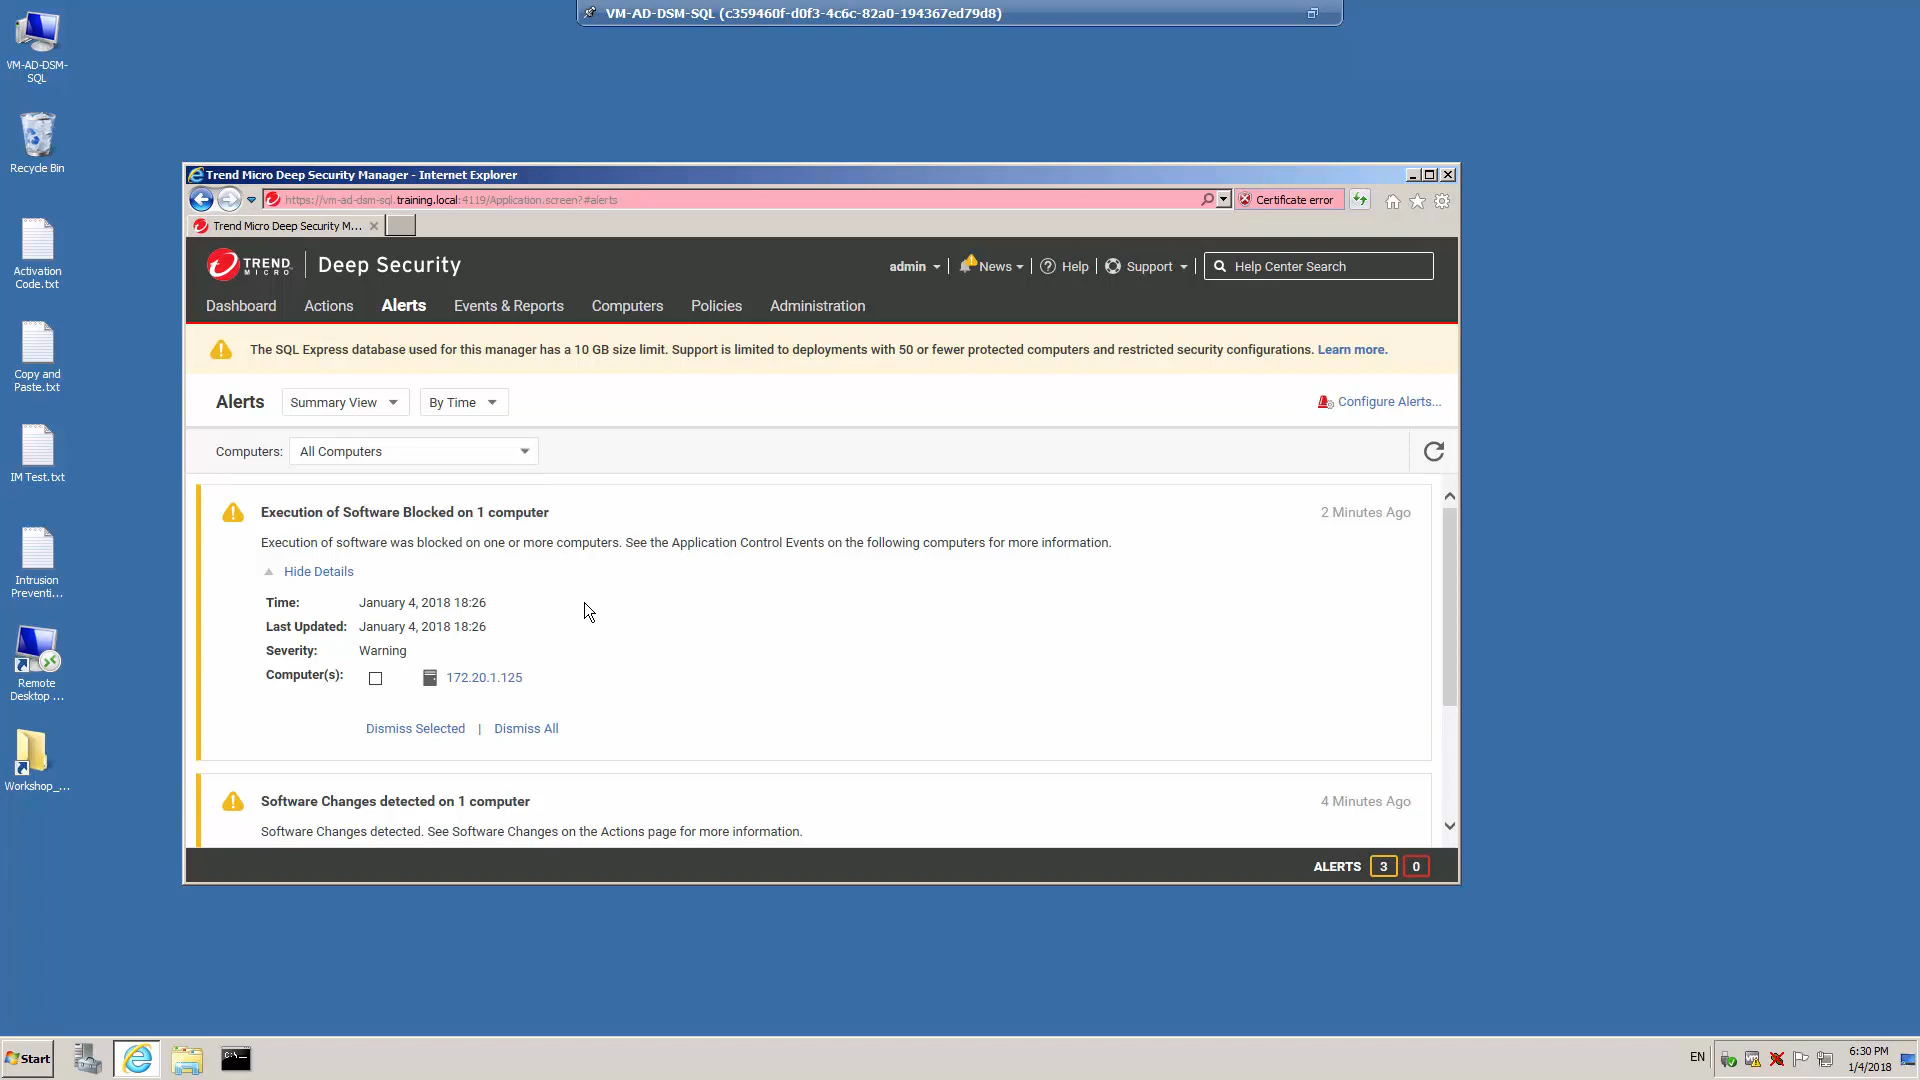 VM-AD-DSM-SQL (c359460f-d0f3-4c6c-82a0-194367ed79d8)
VM-AD-DSM-
SQL
Recycle Bin
Activation
Code.txt
Copy and
Paste.txt
IM Test.txt
Intrusion
Preventi...
Remote
Desktop ...
Workshop_...
Trend Micro Deep Security Manager - Internet Explorer
https://vm-ad-dsm-sql.training.local:4119/Application.screen?#alerts
Certificate error
Trend Micro Deep Security M...
TREND MICRO Deep Security
admin News Help Support Help Center Search
Dashboard Actions Alerts Events & Reports Computers Policies Administration
The SQL Express database used for this manager has a 10 GB size limit. Support is limited to deployments with 50 or fewer protected computers and restricted security configurations. Learn more.
Alerts Summary View By Time Configure Alerts...
Computers: All Computers
Execution of Software Blocked on 1 computer 2 Minutes Ago
Execution of software was blocked on one or more computers. See the Application Control Events on the following computers for more information.
Hide Details
Time: January 4, 2018 18:26
Last Updated: January 4, 2018 18:26
Severity: Warning
Computer(s): 172.20.1.125
Dismiss Selected | Dismiss All
Software Changes detected on 1 computer 4 Minutes Ago
Software Changes detected. See Software Changes on the Actions page for more information.
ALERTS 3 0
Start
C:\_
EN
6:30 PM
1/4/2018